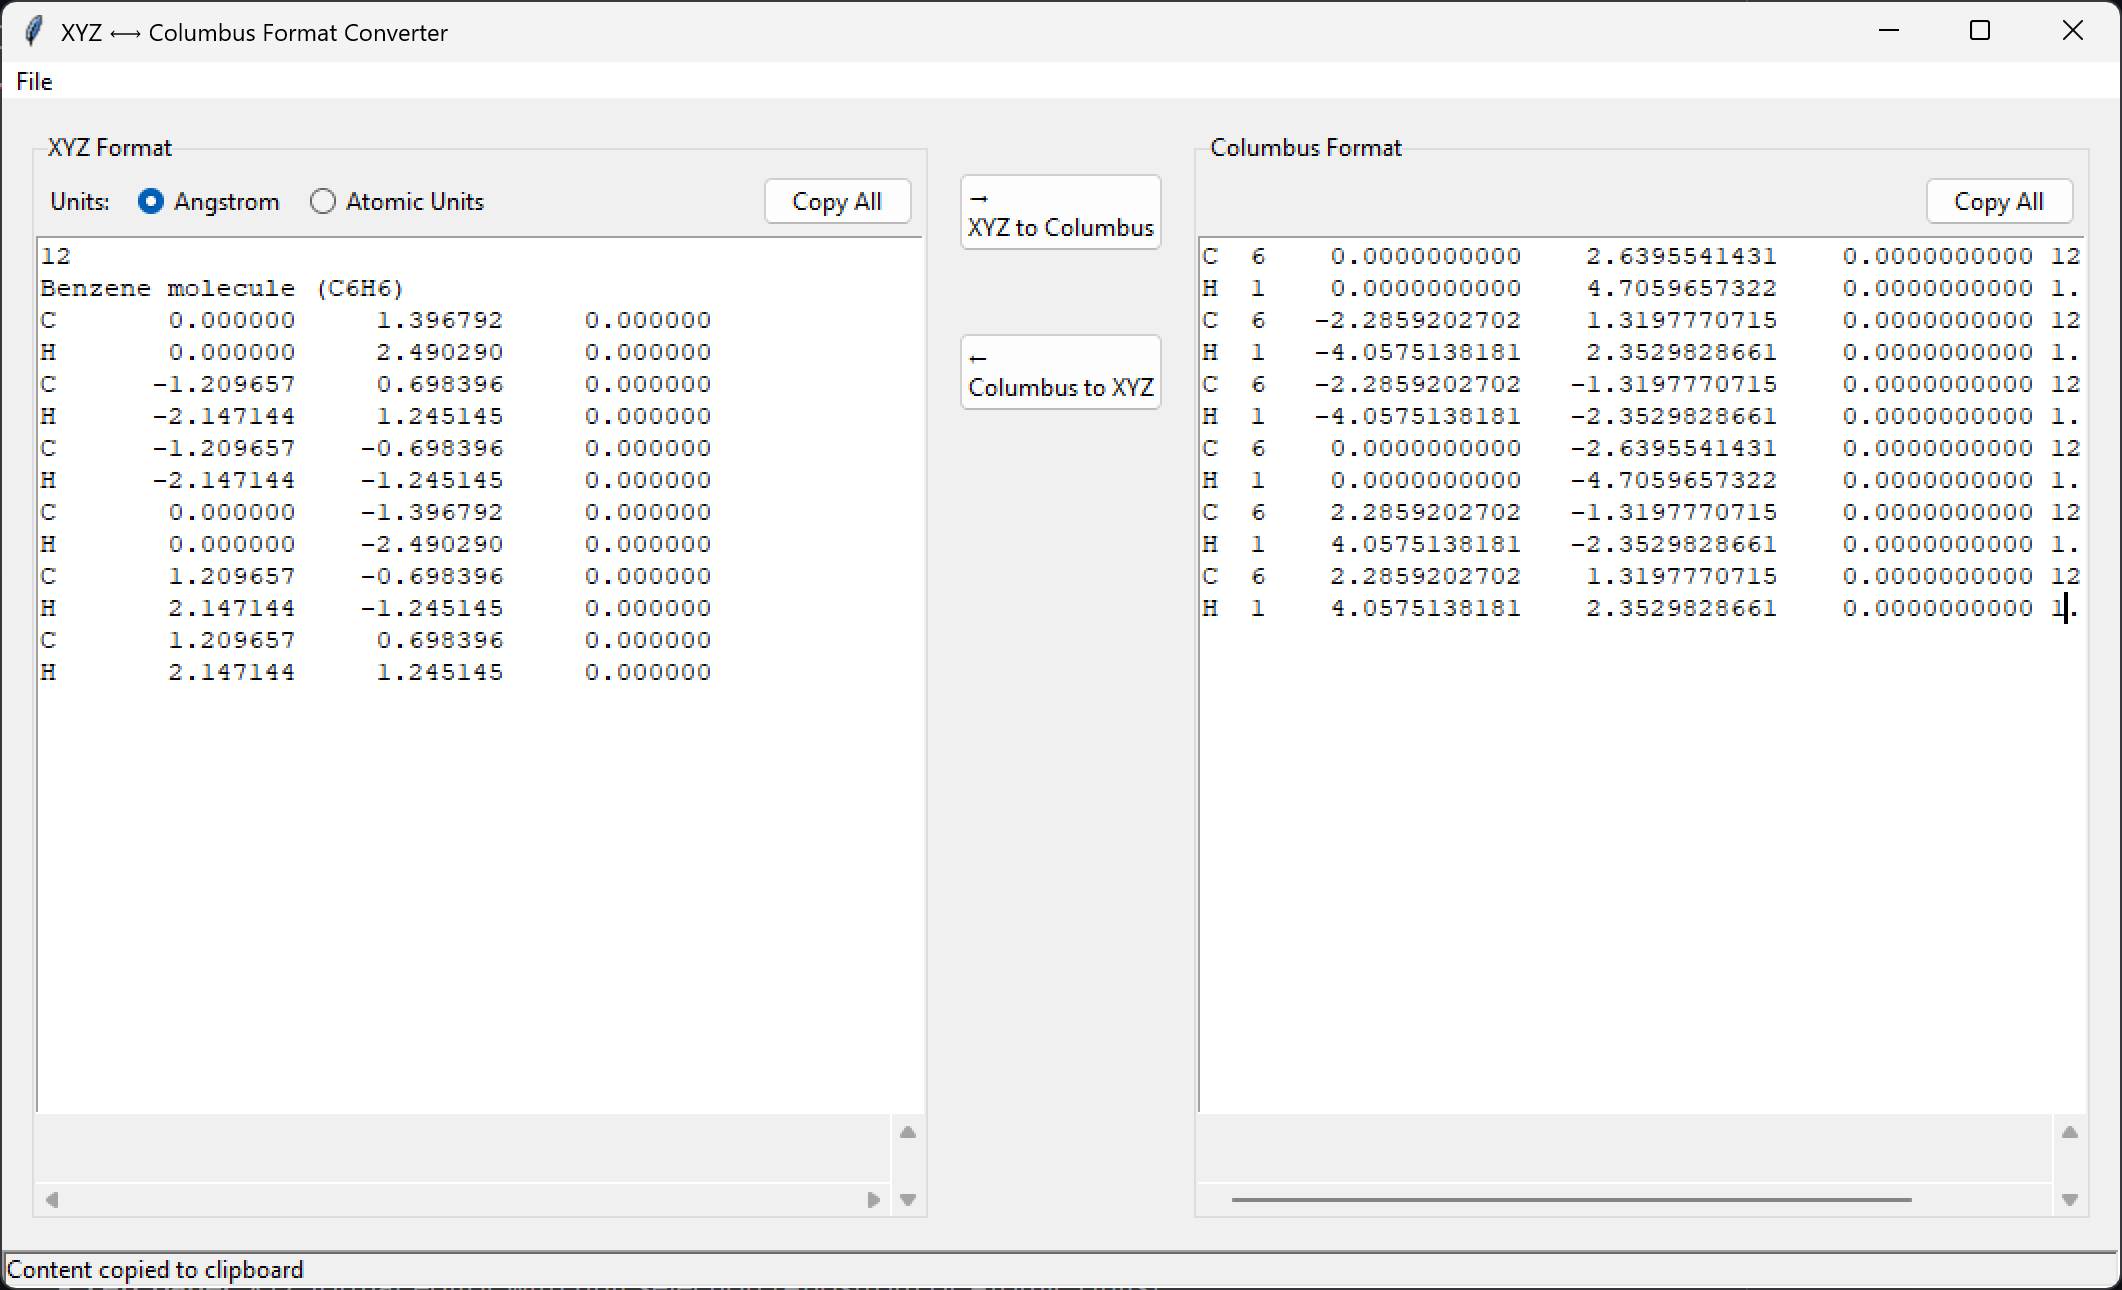 XYZ ⟷ Columbus Format Converter
File
XYZ Format
Units: Angstrom Atomic Units Copy All
12
Benzene molecule (C6H6)
C 0.000000 1.396792 0.000000
H 0.000000 2.490290 0.000000
C -1.209657 0.698396 0.000000
H -2.147144 1.245145 0.000000
C -1.209657 -0.698396 0.000000
H -2.147144 -1.245145 0.000000
C 0.000000 -1.396792 0.000000
H 0.000000 -2.490290 0.000000
C 1.209657 -0.698396 0.000000
H 2.147144 -1.245145 0.000000
C 1.209657 0.698396 0.000000
H 2.147144 1.245145 0.000000
→
XYZ to Columbus
←
Columbus to XYZ
Columbus Format
Copy All
C 6 0.0000000000 2.6395541431 0.0000000000 12
H 1 0.0000000000 4.7059657322 0.0000000000 1.
C 6 -2.2859202702 1.3197770715 0.0000000000 12
H 1 -4.0575138181 2.3529828661 0.0000000000 1.
C 6 -2.2859202702 -1.3197770715 0.0000000000 12
H 1 -4.0575138181 -2.3529828661 0.0000000000 1.
C 6 0.0000000000 -2.6395541431 0.0000000000 12
H 1 0.0000000000 -4.7059657322 0.0000000000 1.
C 6 2.2859202702 -1.3197770715 0.0000000000 12
H 1 4.0575138181 -2.3529828661 0.0000000000 1.
C 6 2.2859202702 1.3197770715 0.0000000000 12
H 1 4.0575138181 2.3529828661 0.0000000000 1.
Content copied to clipboard